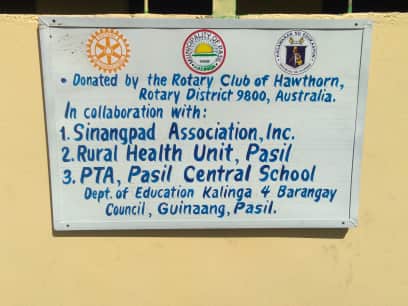 • Donated by the Rotary Club of Hawthorn,
Rotary District 9800, Australia.
In collaboration with:
1. Sinangpad Association, Inc.
2. Rural Health Unit, Pasil
3. PTA, Pasil Central School
Dept. of Education Kalinga & Barangay
Council, Guinaang, Pasil.